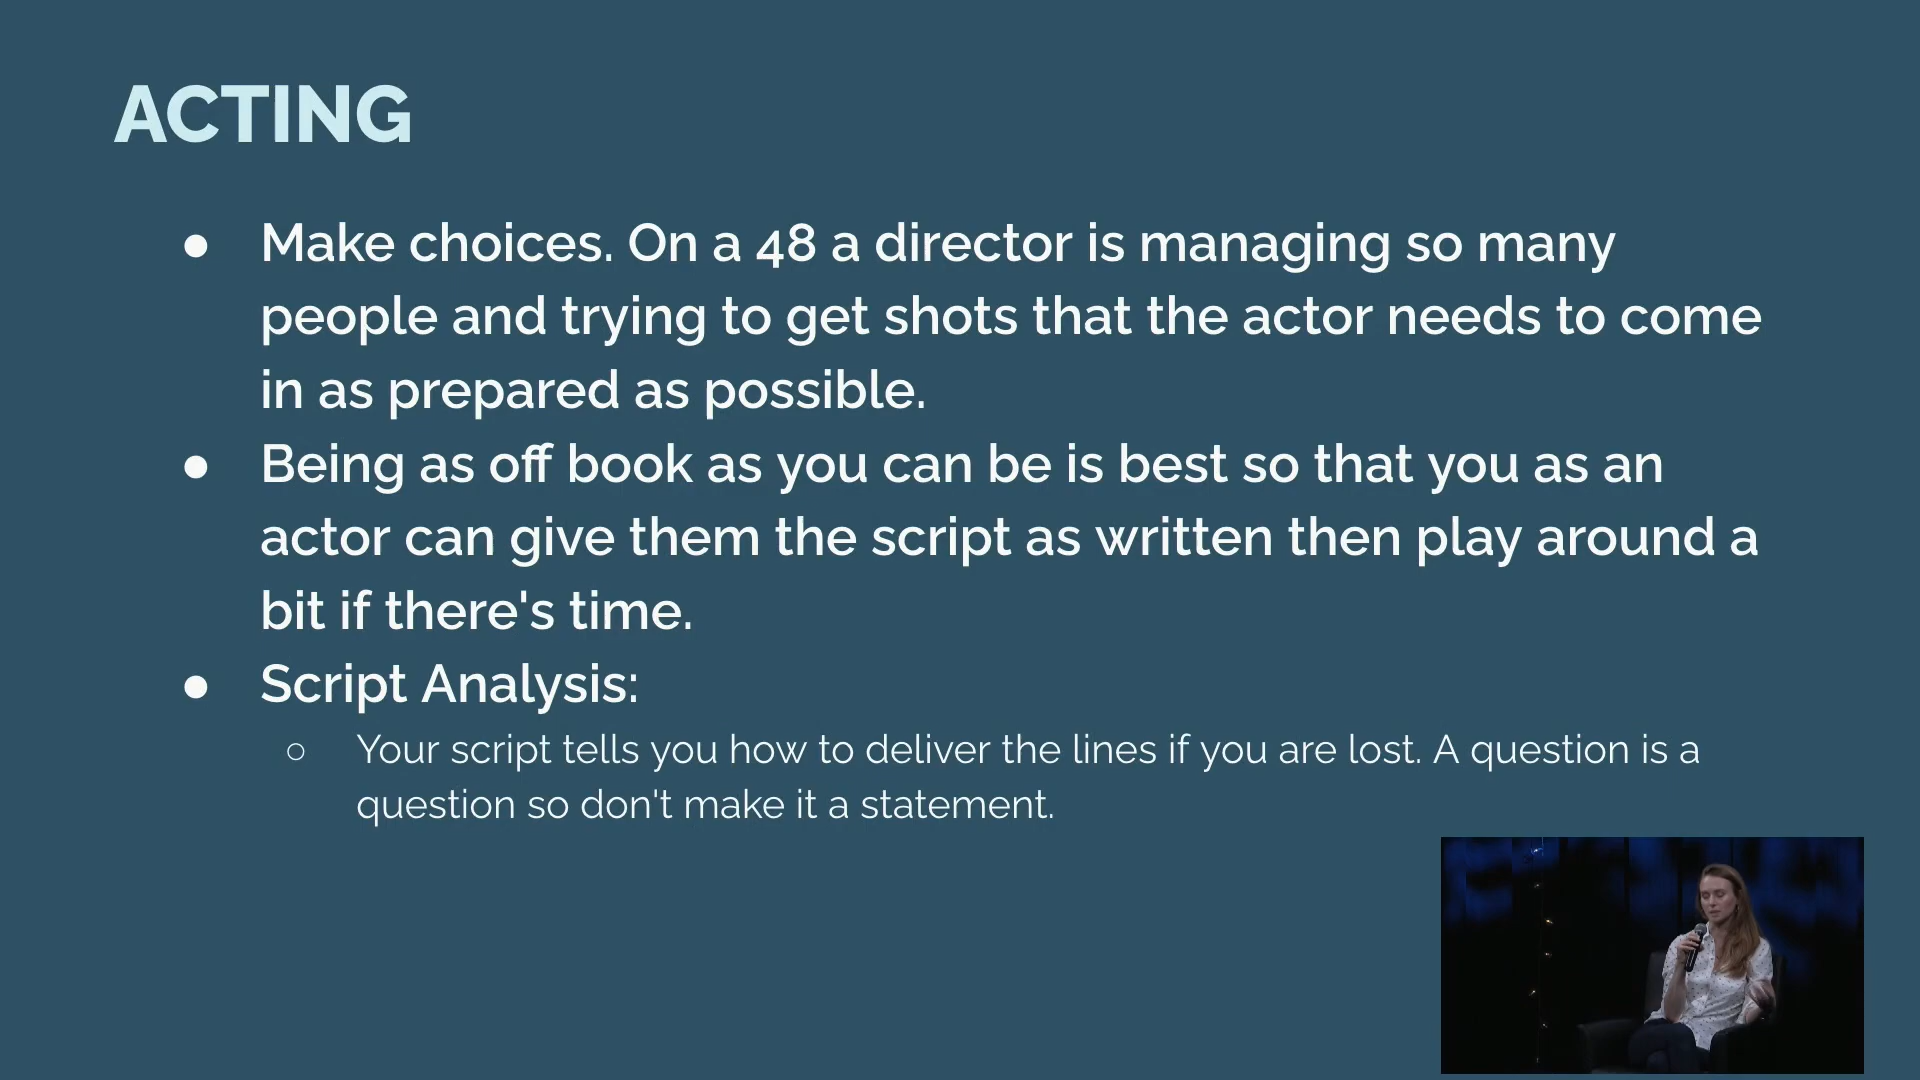 ACTING
● Make choices. On a 48 a director is managing so many
people and trying to get shots that the actor needs to come
in as prepared as possible.
● Being as off book as you can be is best so that you as an
actor can give them the script as written then play around a
bit if there's time.
● Script Analysis:
○ Your script tells you how to deliver the lines if you are lost. A question is a
question so don't make it a statement.